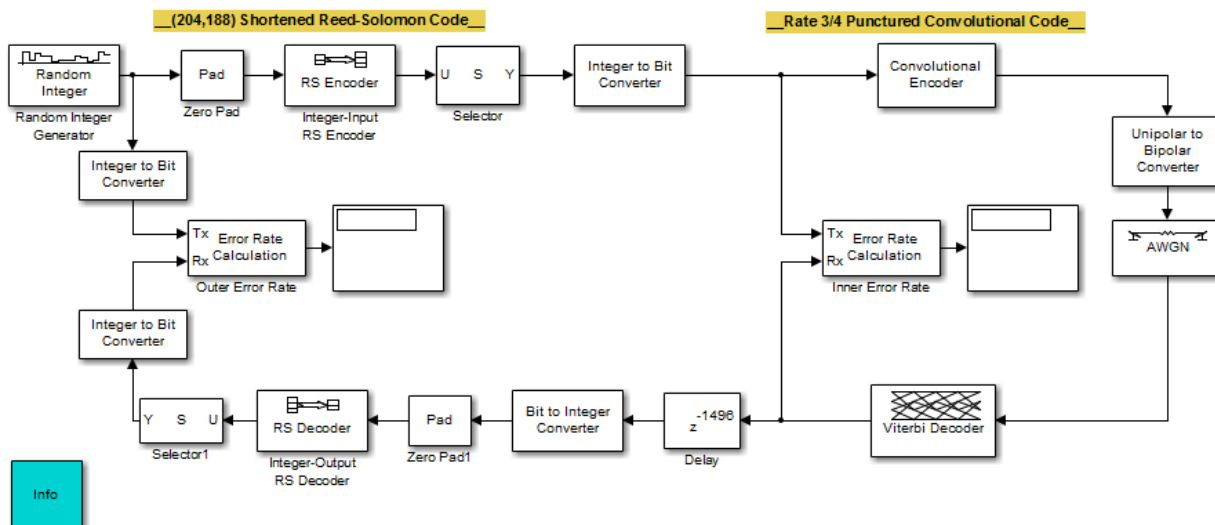 __(204,188) Shortened Reed-Solomon Code__
__Rate 3/4 Punctured Convolutional Code__
Random
Integer
Random Integer
Generator
Pad
Zero Pad
RS Encoder
Integer-Input
RS Encoder
U S Y
Selector
Integer to Bit
Converter
Convolutional
Encoder
Unipolar to
Bipolar
Converter
Integer to Bit
Converter
Tx
Rx
Error Rate
Calculation
Outer Error Rate
Tx
Rx
Error Rate
Calculation
Inner Error Rate
AWGN
Integer to Bit
Converter
Y S U
Selector1
RS Decoder
Integer-Output
RS Decoder
Pad
Zero Pad1
Bit to Integer
Converter
z -1496
Delay
Viterbi Decoder
Info